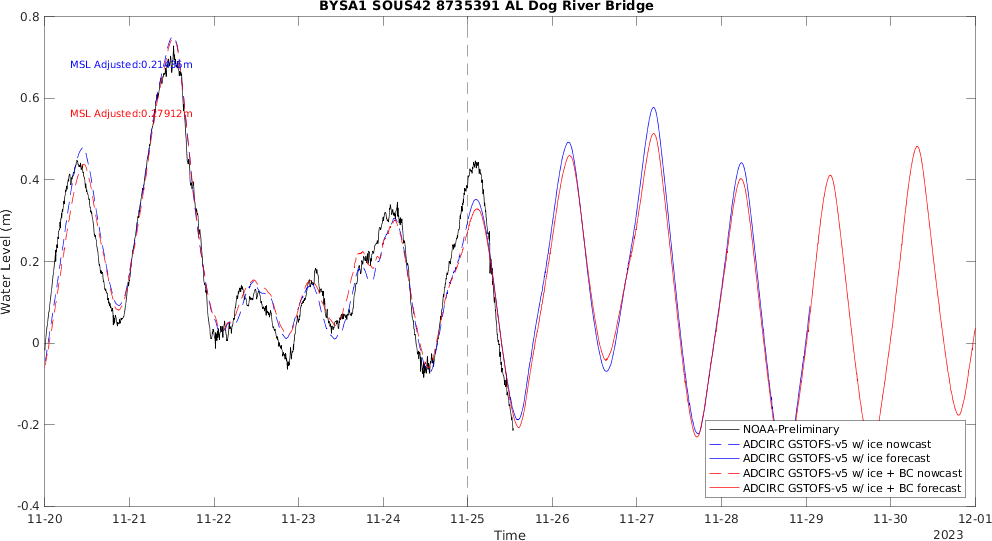 BYSA1 SOUS42 8735391 AL Dog River Bridge
0.8
0.6
0.4
0.2
0
-0.2
-0.4
Water Level (m)
MSL Adjusted:0.27912m
NOAA-Preliminary
ADCIRC GSTOFS-v5 w/ ice nowcast
ADCIRC GSTOFS-v5 w/ ice forecast
ADCIRC GSTOFS-v5 w/ ice + BC nowcast
ADCIRC GSTOFS-v5 w/ ice + BC forecast
11-20 11-21 11-22 11-23 11-24 11-25 11-26 11-27 11-28 11-29 11-30 12-01
Time
2023